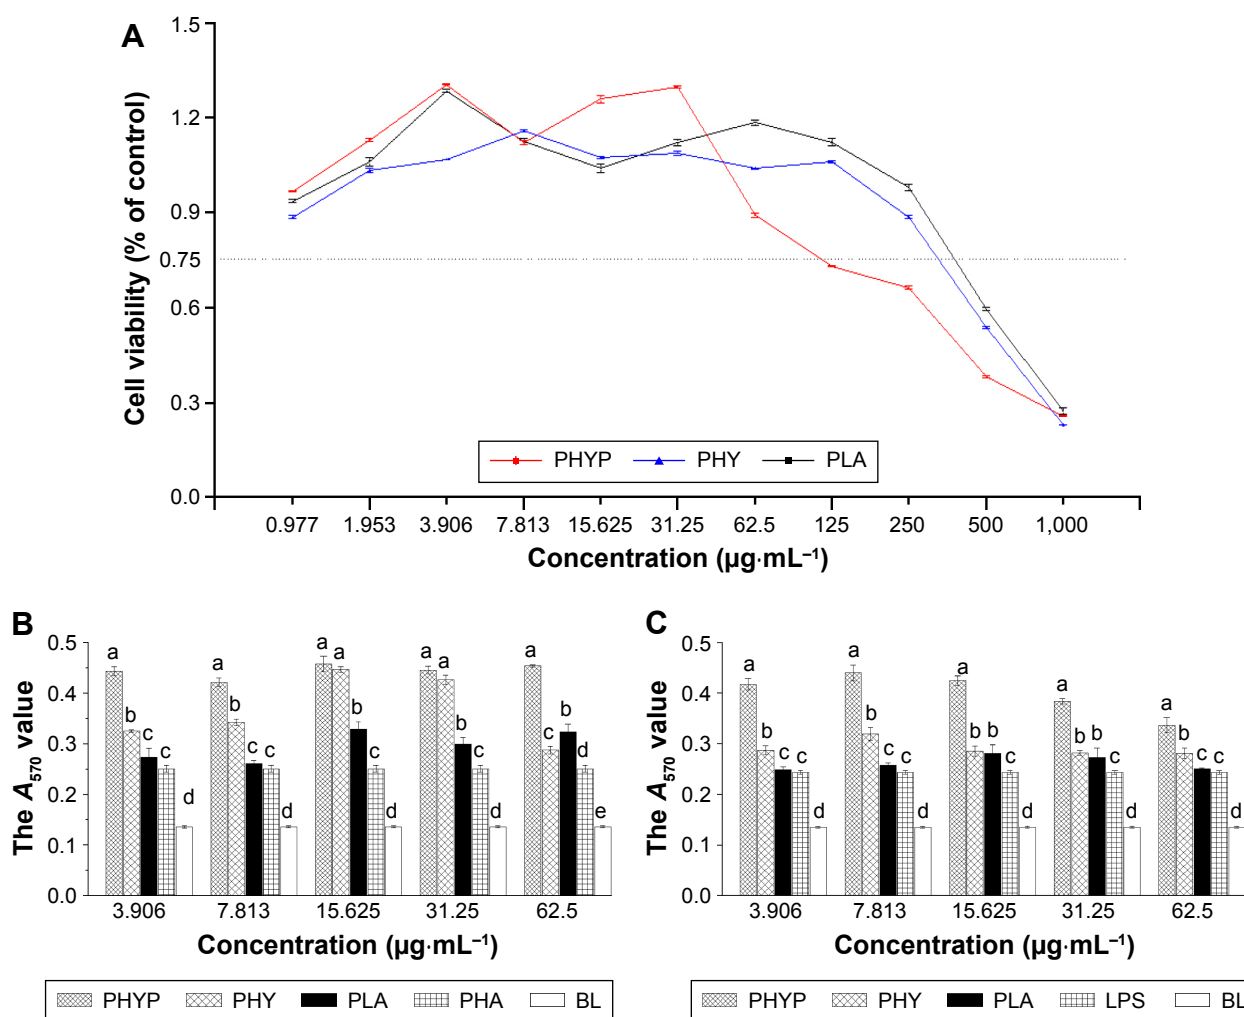 A
Cell viability (% of control)
1.5
1.2
0.9
0.75
0.6
0.3
0.0
PHYP PHY PLA
0.977 1.953 3.906 7.813 15.625 31.25 62.5 125 250 500 1,000
Concentration (µg·mL⁻¹)
B
The A570 value
0.5
0.4
0.3
0.2
0.1
0.0
a b c c d
a b c c d
a a b c d
a a b c d
a c b d e
3.906 7.813 15.625 31.25 62.5
Concentration (µg·mL⁻¹)
PHYP PHY PLA PHA BL
C
The A570 value
0.5
0.4
0.3
0.2
0.1
0.0
a b c c d
a b c c d
a b b c d
a b b c d
a b c c d
3.906 7.813 15.625 31.25 62.5
Concentration (µg·mL⁻¹)
PHYP PHY PLA LPS BL